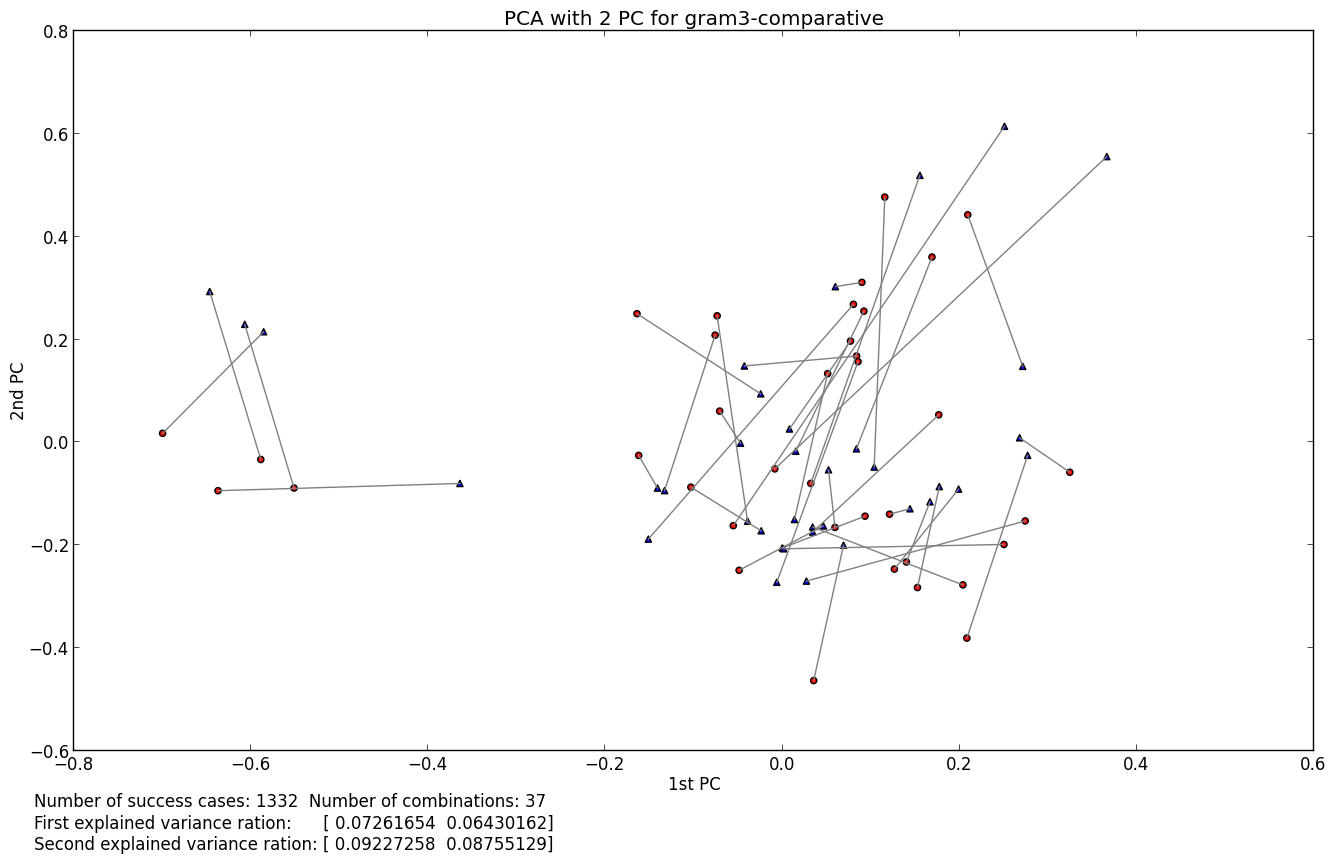 PCA with 2 PC for gram3-comparative
0.8
0.6
0.4
0.2
0.0
−0.2
−0.4
−0.6
2nd PC
−0.8 −0.6 −0.4 −0.2 0.0 0.2 0.4 0.6
1st PC
Number of success cases: 1332 Number of combinations: 37
First explained variance ration: [ 0.07261654 0.06430162]
Second explained variance ration: [ 0.09227258 0.08755129]